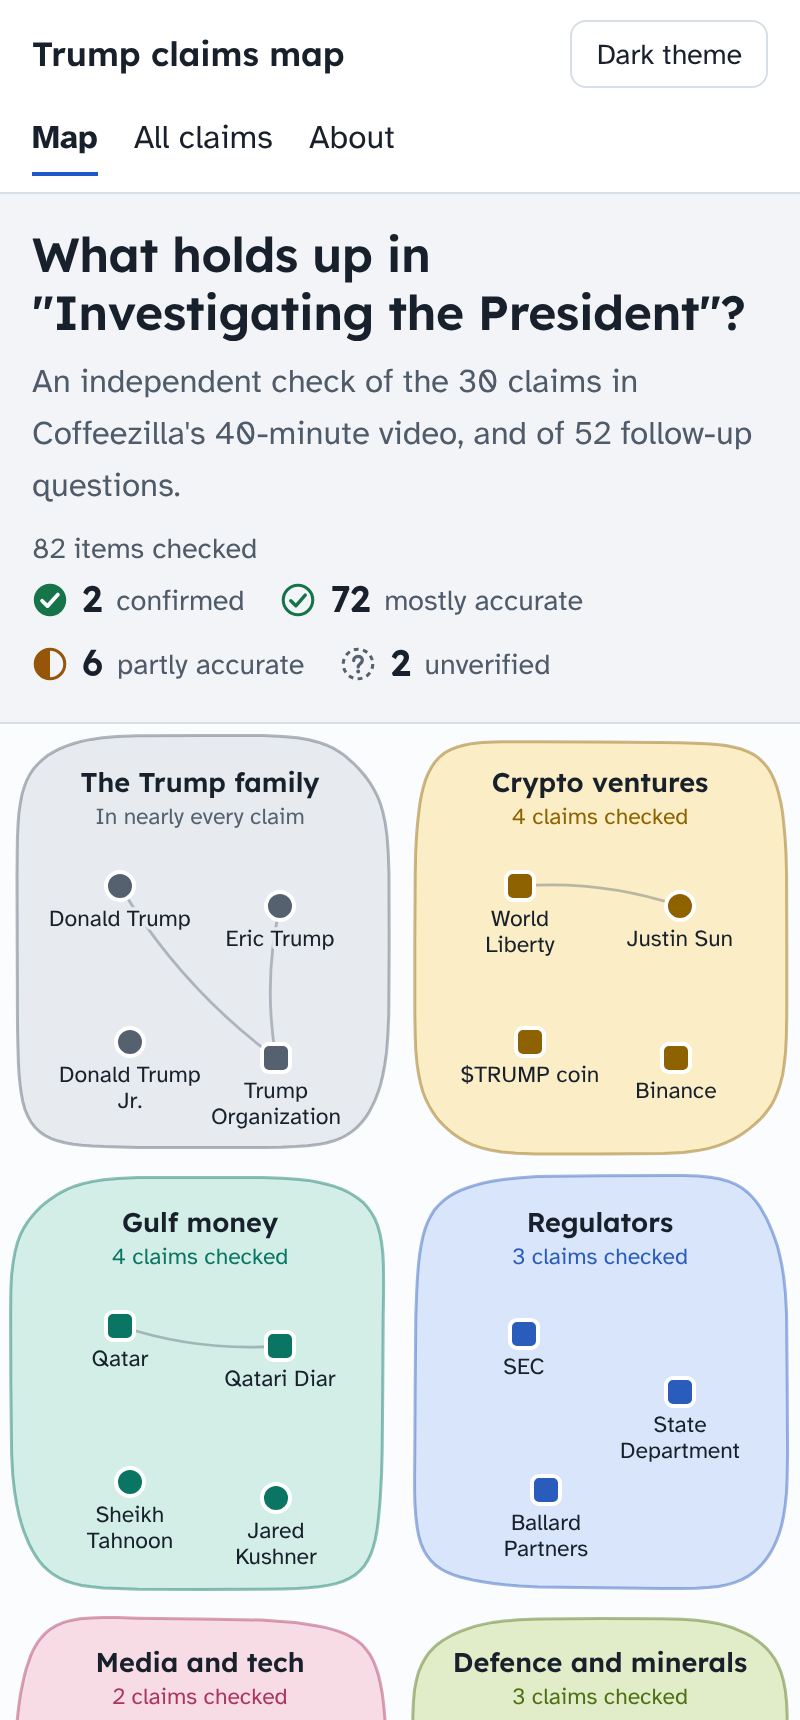 Trump claims map
Dark theme
Map
All claims
About
What holds up in
"Investigating the President"?
An independent check of the 30 claims in
Coffeezilla's 40-minute video, and of 52 follow-up
questions.
82 items checked
2 confirmed
72 mostly accurate
6 partly accurate
2 unverified
The Trump family
In nearly every claim
Donald Trump
Eric Trump
Donald Trump
Jr.
Trump
Organization
Crypto ventures
4 claims checked
World
Liberty
Justin Sun
$TRUMP coin
Binance
Gulf money
4 claims checked
Qatar
Qatari Diar
Sheikh
Tahnoon
Jared
Kushner
Regulators
3 claims checked
SEC
State
Department
Ballard
Partners
Media and tech
2 claims checked
Defence and minerals
3 claims checked